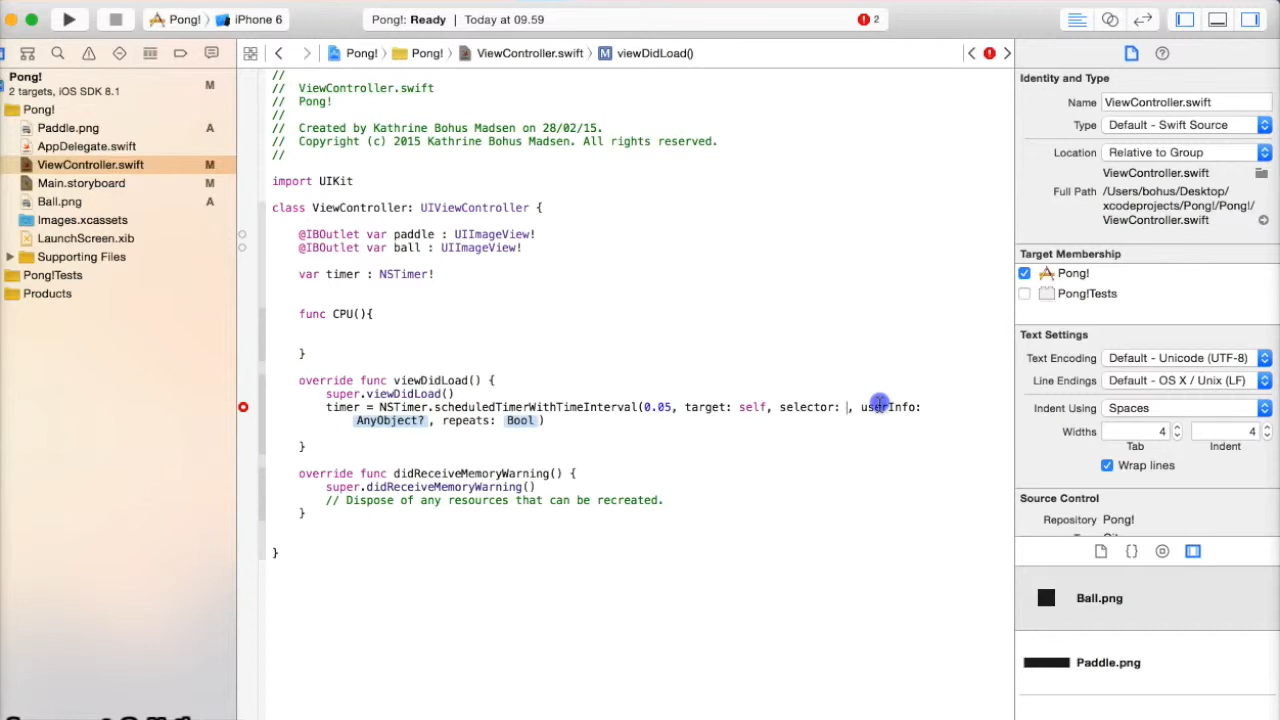 Pong!
iPhone 6
Pong!: Ready
Today at 09.59
2
Pong!
Pong!
ViewController.swift
M
viewDidLoad()
Pong!
2 targets, iOS SDK 8.1
M
Pong!
Paddle.png
A
AppDelegate.swift
ViewController.swift
M
Main.storyboard
M
Ball.png
A
Images.xcassets
LaunchScreen.xib
Supporting Files
Pong!Tests
Products
//
//  ViewController.swift
//  Pong!
//
//  Created by Kathrine Bohus Madsen on 28/02/15.
//  Copyright (c) 2015 Kathrine Bohus Madsen. All rights reserved.
//
import UIKit
class ViewController: UIViewController {
@IBOutlet var paddle : UIImageView!
@IBOutlet var ball : UIImageView!
var timer : NSTimer!
func CPU(){
}
override func viewDidLoad() {
super.viewDidLoad()
timer = NSTimer.scheduledTimerWithTimeInterval(0.05, target: self, selector: , userInfo:
AnyObject?, repeats: Bool)
}
override func didReceiveMemoryWarning() {
super.didReceiveMemoryWarning()
// Dispose of any resources that can be recreated.
}
}
Identity and Type
Name ViewController.swift
Type Default - Swift Source
Location Relative to Group
ViewController.swift
Full Path /Users/bohus/Desktop/
xcodeprojects/Pong!/Pong!/
ViewController.swift
Target Membership
Pong!
Pong!Tests
Text Settings
Text Encoding Default - Unicode (UTF-8)
Line Endings Default - OS X / Unix (LF)
Indent Using Spaces
Widths 4 4
Tab Indent
Wrap lines
Source Control
Repository Pong!
Ball.png
Paddle.png